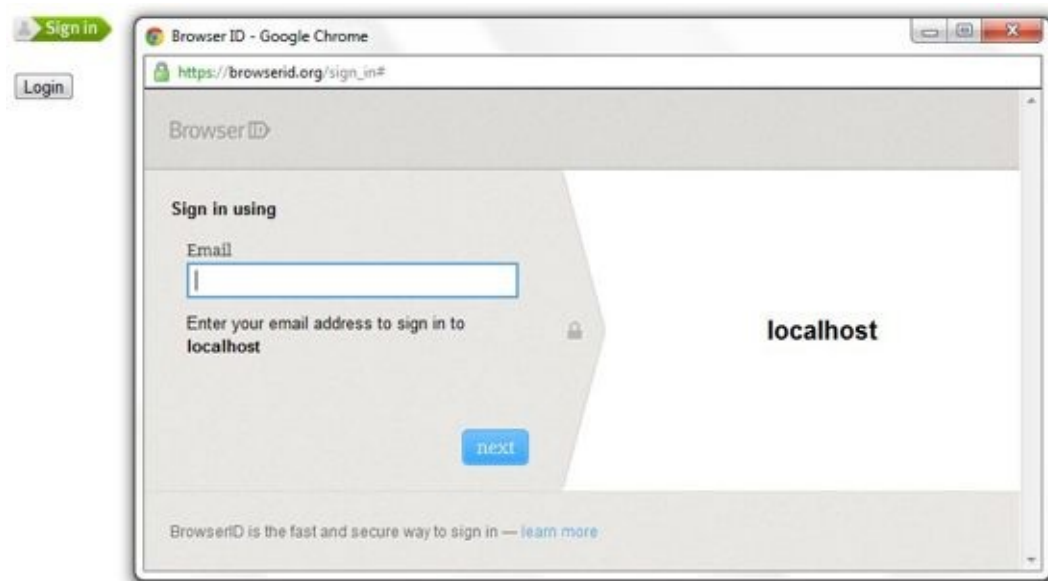 Sign in
Login
Browser ID - Google Chrome
https://browserid.org/sign_in#
Browser ID
Sign in using
Email
Enter your email address to sign in to
localhost
localhost
next
BrowserID is the fast and secure way to sign in — learn more